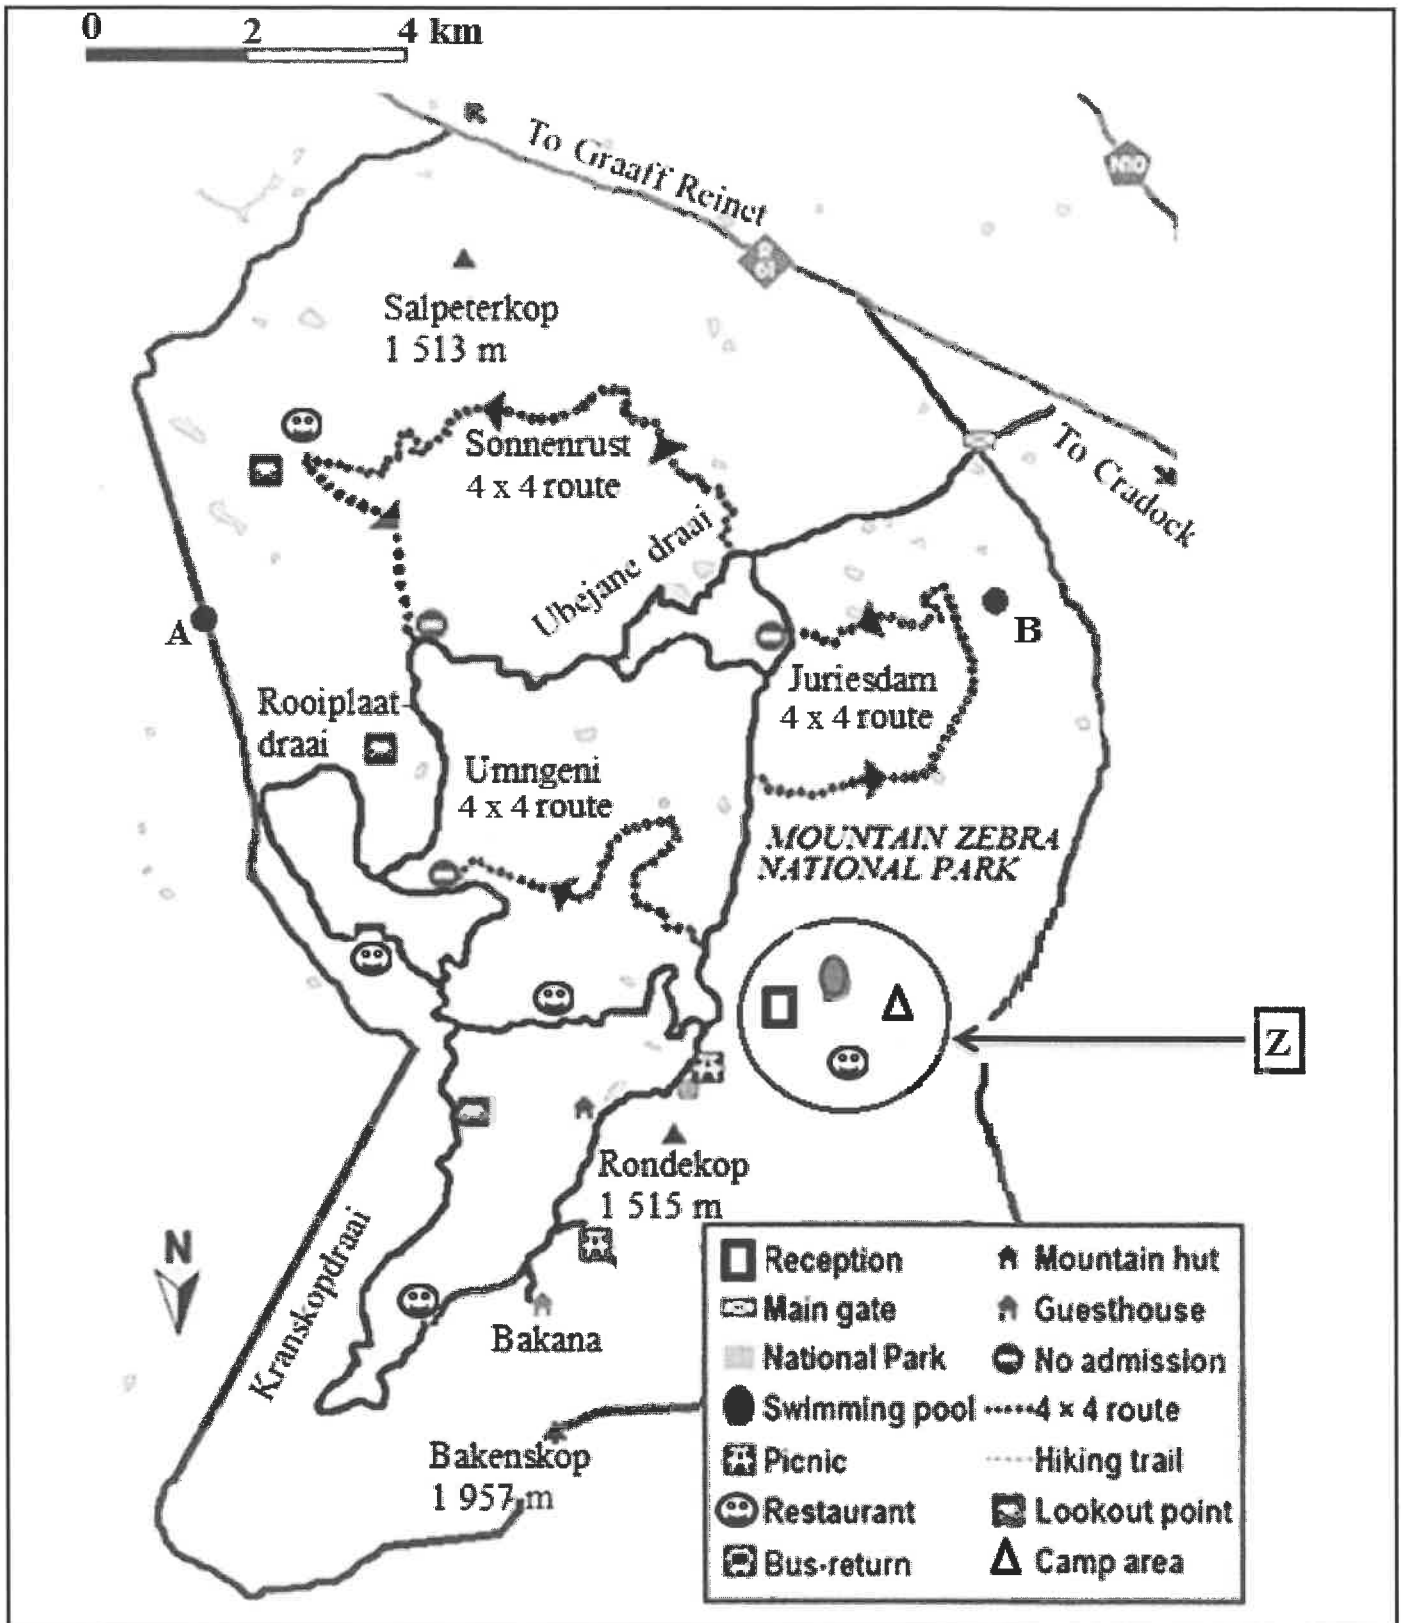 0 2 4 km
To Graaff Reinet
N10
R
61
Salpeterkop
1 513 m
Sonnenrust
4 x 4 route
To Cradock
Ubejane draai
A
B
Juriesdam
4 x 4 route
Rooiplaat-
draai
Umngeni
4 x 4 route
MOUNTAIN ZEBRA
NATIONAL PARK
Z
Rondekop
1 515 m
N
Kranskopdraai
Bakana
Bakenskop
1 957 m
Reception
Mountain hut
Main gate
Guesthouse
National Park
No admission
Swimming pool
4 × 4 route
Picnic
Hiking trail
Restaurant
Lookout point
Bus-return
Camp area